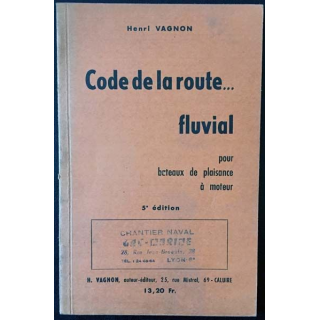 Henri VAGNON
Code de la route...
fluvial
pour
bateaux de plaisance
à moteur
5e édition
CHANTIER NAVAL
LYON
H. VAGNON, auteur-éditeur, 25, rue Mistral, 69 - CALUIRE
13,20 Fr.